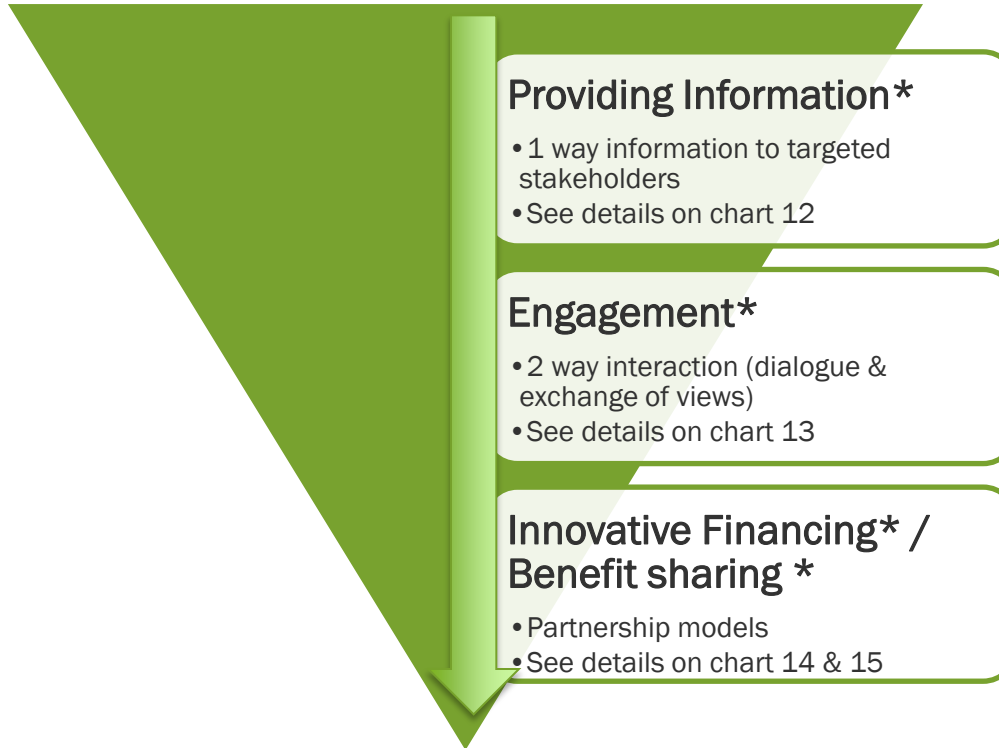 Providing Information*
•1 way information to targeted
stakeholders
•See details on chart 12
Engagement*
•2 way interaction (dialogue &
exchange of views)
•See details on chart 13
Innovative Financing* /
Benefit sharing *
•Partnership models
•See details on chart 14 & 15